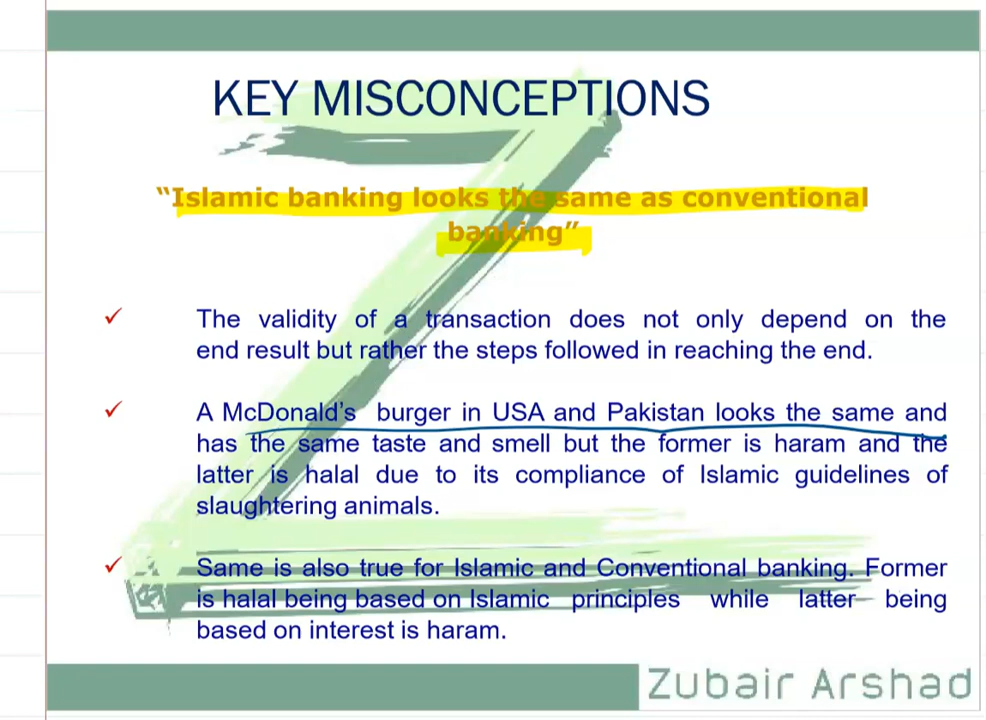 KEY MISCONCEPTIONS
“Islamic banking looks the same as conventional
banking”
The validity of a transaction does not only depend on the
end result but rather the steps followed in reaching the end.
A McDonald’s burger in USA and Pakistan looks the same and
has the same taste and smell but the former is haram and the
latter is halal due to its compliance of Islamic guidelines of
slaughtering animals.
Same is also true for Islamic and Conventional banking. Former
is halal being based on Islamic principles while latter being
based on interest is haram.
Zubair Arshad